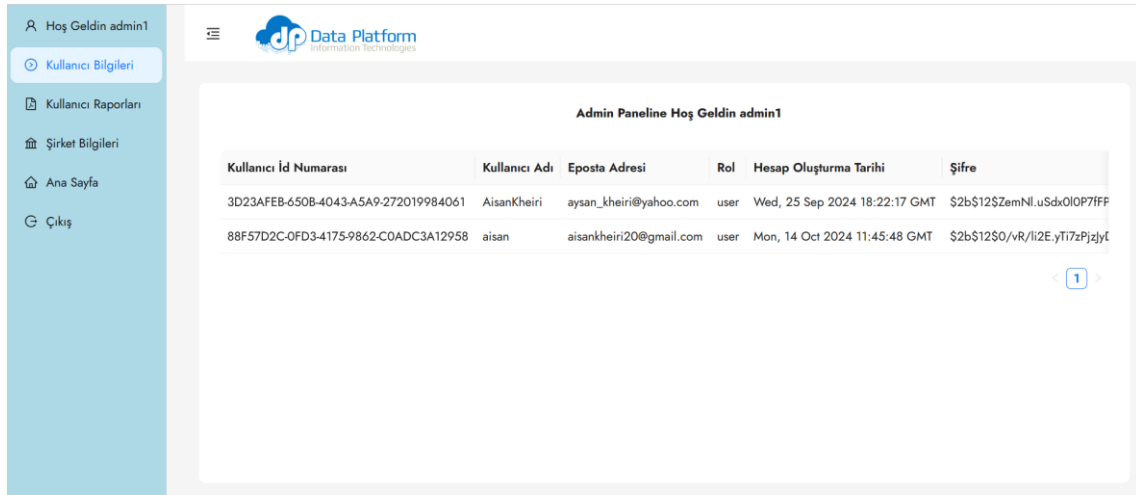 Hoş Geldin admin1
Kullanıcı Bilgileri
Kullanıcı Raporları
Şirket Bilgileri
Ana Sayfa
Çıkış
dp Data Platform
Information Technologies
Admin Paneline Hoş Geldin admin1
Kullanıcı İd Numarası Kullanıcı Adı Eposta Adresi Rol Hesap Oluşturma Tarihi Şifre
3D23AFEB-650B-4043-A5A9-272019984061 AisanKheiri aysan_kheiri@yahoo.com user Wed, 25 Sep 2024 18:22:17 GMT $2b$12$ZemNl.uSdx0l0P7fFP
88F57D2C-0FD3-4175-9862-C0ADC3A12958 aisan aisankheiri20@gmail.com user Mon, 14 Oct 2024 11:45:48 GMT $2b$12$0/vR/li2E.yTi7zPjzJyD
< 1 >